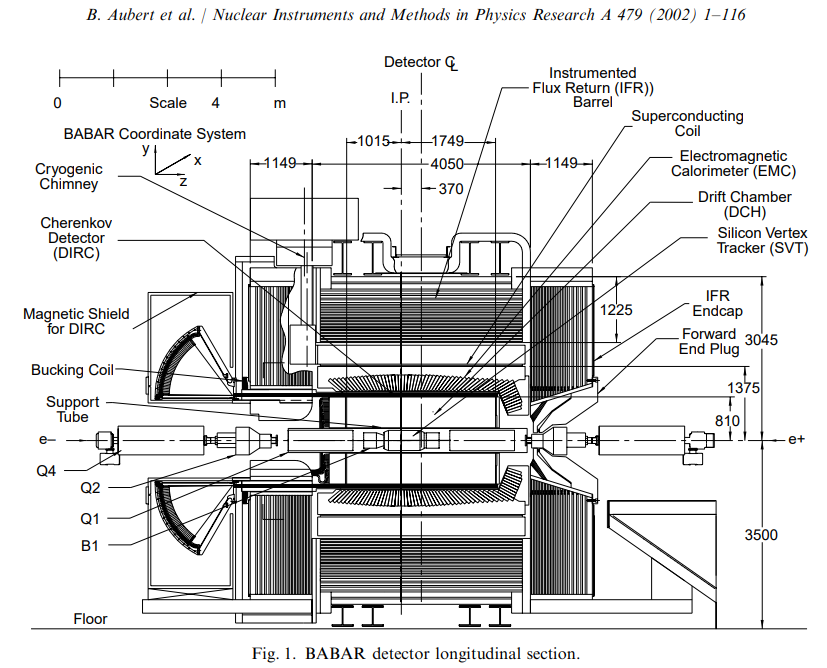 B. Aubert et al. / Nuclear Instruments and Methods in Physics Research A 479 (2002) 1–116
Detector ℄
I.P.
Instrumented
Flux Return (IFR))
Barrel
0 Scale 4 m
BABAR Coordinate System
y
x
z
Cryogenic
Chimney
Superconducting
Coil
1015
1749
1149
4050
1149
370
Electromagnetic
Calorimeter (EMC)
Drift Chamber
(DCH)
Cherenkov
Detector
(DIRC)
Silicon Vertex
Tracker (SVT)
Magnetic Shield
for DIRC
1225
IFR
Endcap
Forward
End Plug
3045
Bucking Coil
1375
Support
Tube
810
e–
e+
Q4
Q2
Q1
B1
3500
Floor
Fig. 1. BABAR detector longitudinal section.